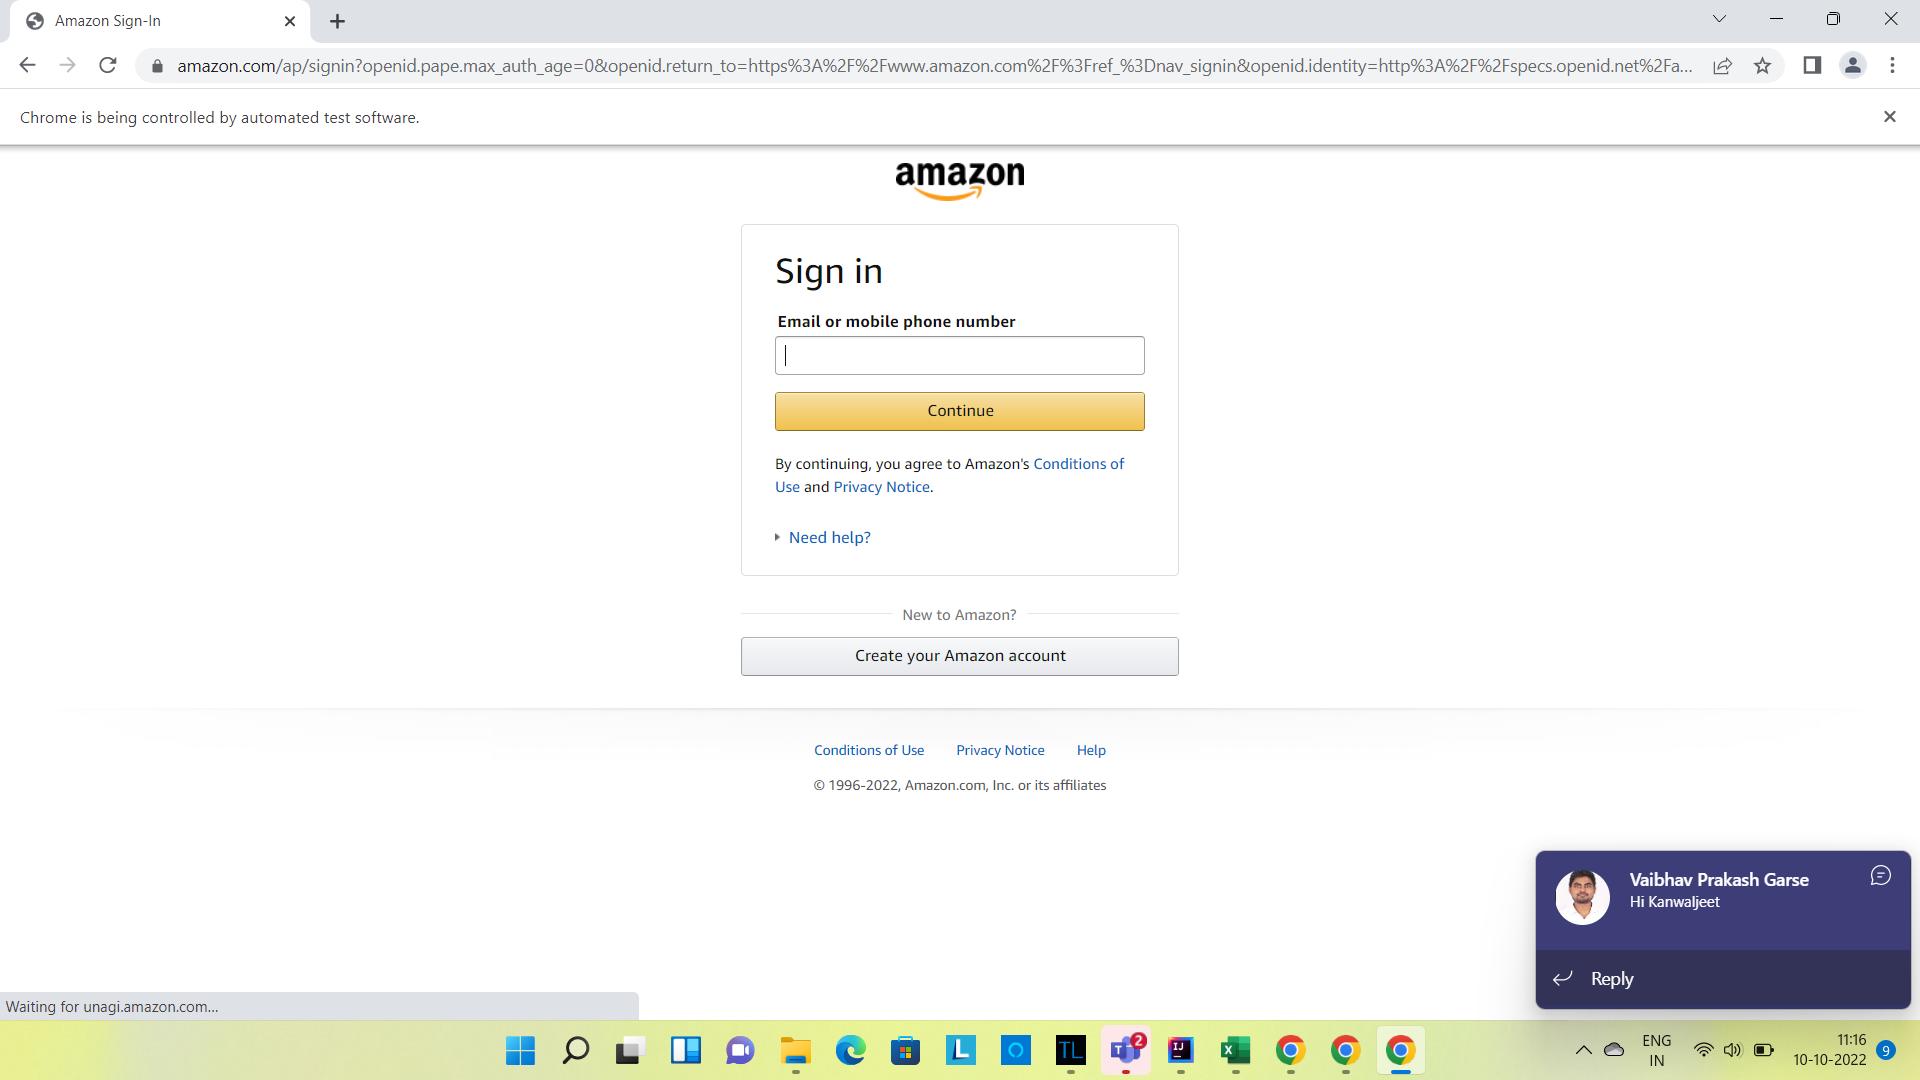 Amazon Sign-In
amazon.com/ap/signin?openid.pape.max_auth_age=0&openid.return_to=https%3A%2F%2Fwww.amazon.com%2F%3Fref_%3Dnav_signin&openid.identity=http%3A%2F%2Fspecs.openid.net%2Fa...
Chrome is being controlled by automated test software.
amazon
Sign in
Email or mobile phone number
Continue
By continuing, you agree to Amazon's Conditions of
Use and Privacy Notice.
Need help?
New to Amazon?
Create your Amazon account
Conditions of Use Privacy Notice Help
© 1996-2022, Amazon.com, Inc. or its affiliates
Vaibhav Prakash Garse
Hi Kanwaljeet
Reply
Waiting for unagi.amazon.com...
L
TL
T
2
IJ
X
ENG
IN
11:16
10-10-2022
9